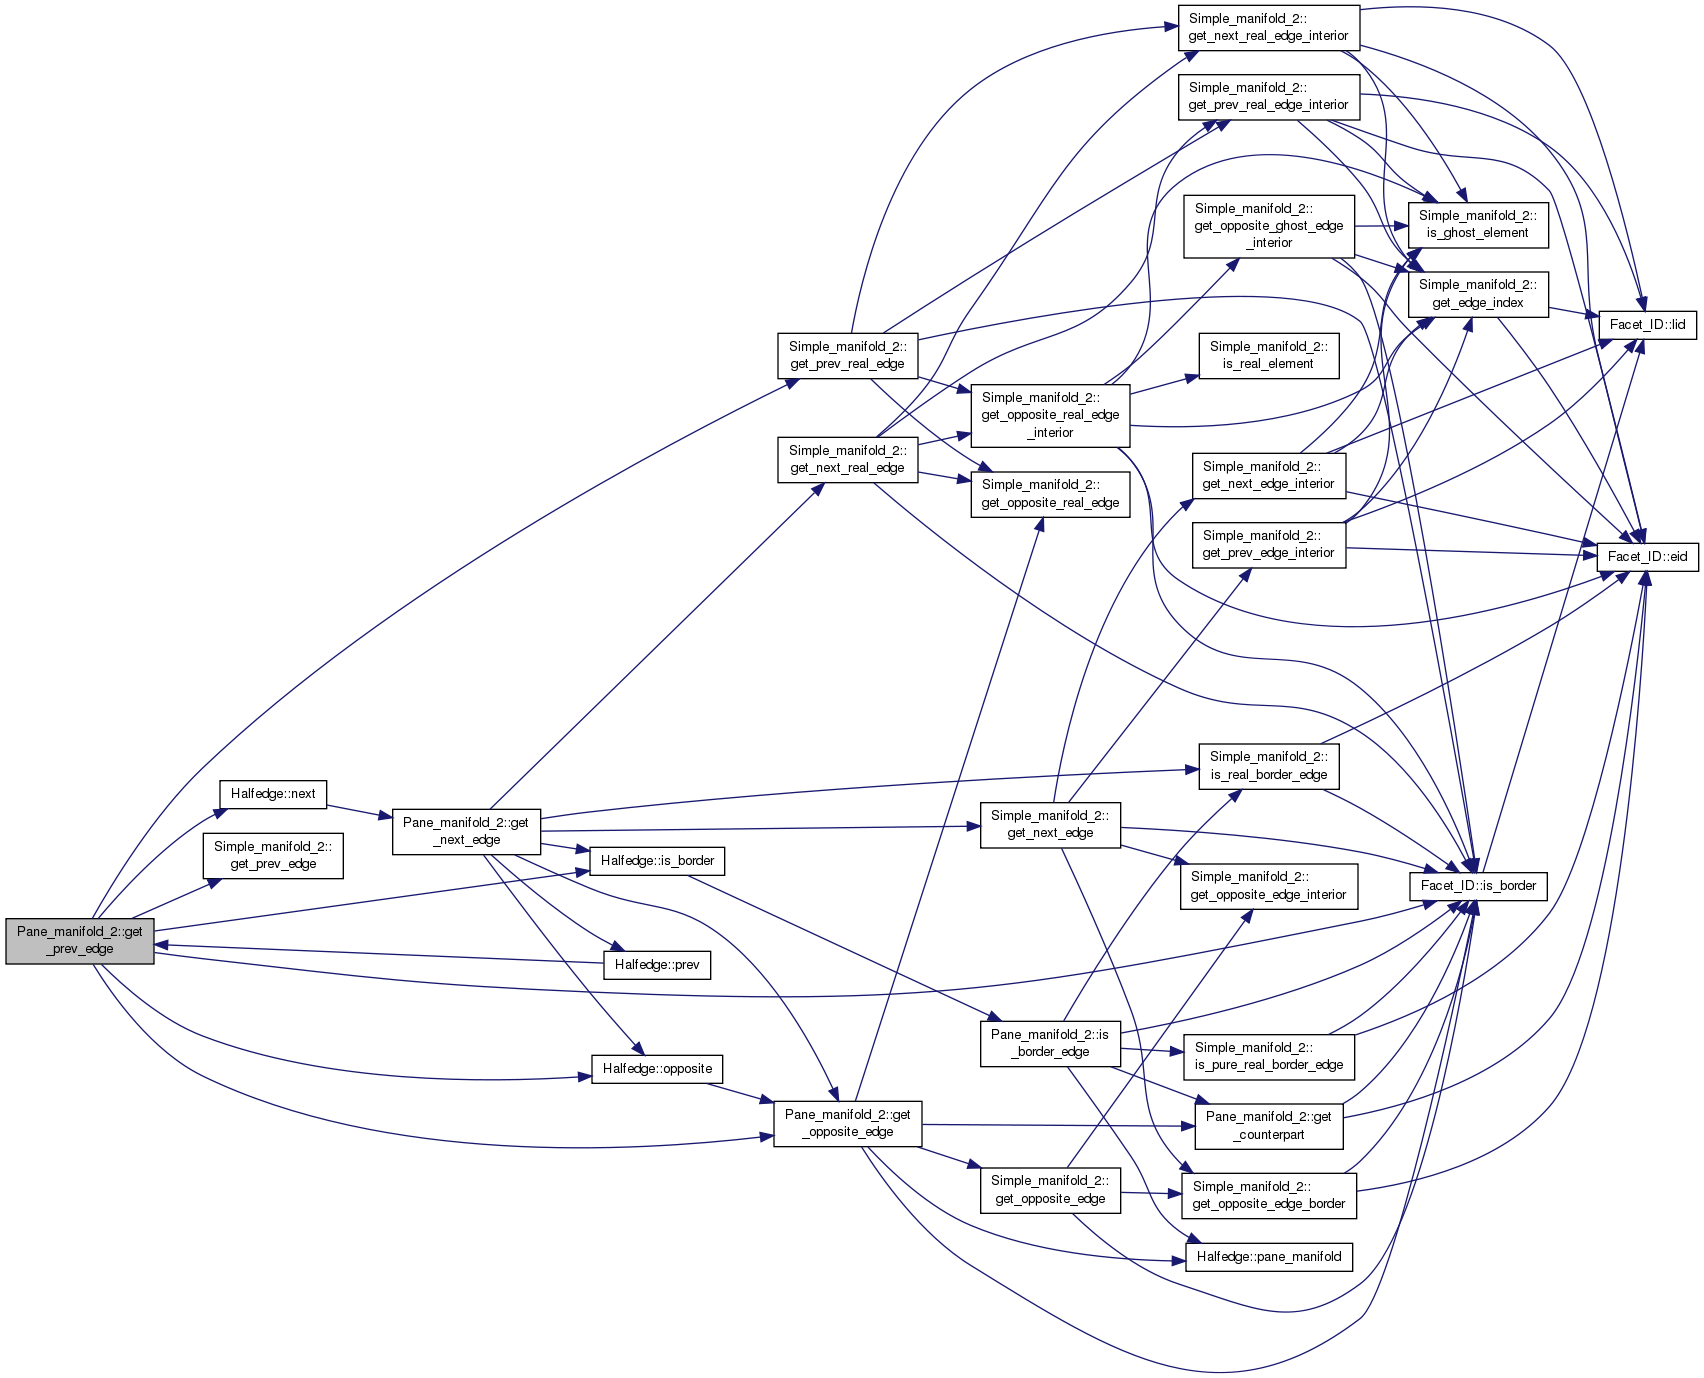 Simple_manifold_2::
get_next_real_edge_interior
Simple_manifold_2::
get_prev_real_edge_interior
Simple_manifold_2::
get_opposite_ghost_edge
_interior
Simple_manifold_2::
is_ghost_element
Simple_manifold_2::
get_edge_index
Facet_ID::lid
Simple_manifold_2::
get_prev_real_edge
Simple_manifold_2::
is_real_element
Simple_manifold_2::
get_opposite_real_edge
_interior
Simple_manifold_2::
get_next_real_edge
Simple_manifold_2::
get_opposite_real_edge
Simple_manifold_2::
get_next_edge_interior
Simple_manifold_2::
get_prev_edge_interior
Facet_ID::eid
Simple_manifold_2::
is_real_border_edge
Halfedge::next
Pane_manifold_2::get
_next_edge
Simple_manifold_2::
get_next_edge
Simple_manifold_2::
get_prev_edge
Halfedge::is_border
Simple_manifold_2::
get_opposite_edge_interior
Facet_ID::is_border
Pane_manifold_2::get
_prev_edge
Halfedge::prev
Pane_manifold_2::is
_border_edge
Simple_manifold_2::
is_pure_real_border_edge
Halfedge::opposite
Pane_manifold_2::get
_opposite_edge
Pane_manifold_2::get
_counterpart
Simple_manifold_2::
get_opposite_edge
Simple_manifold_2::
get_opposite_edge_border
Halfedge::pane_manifold